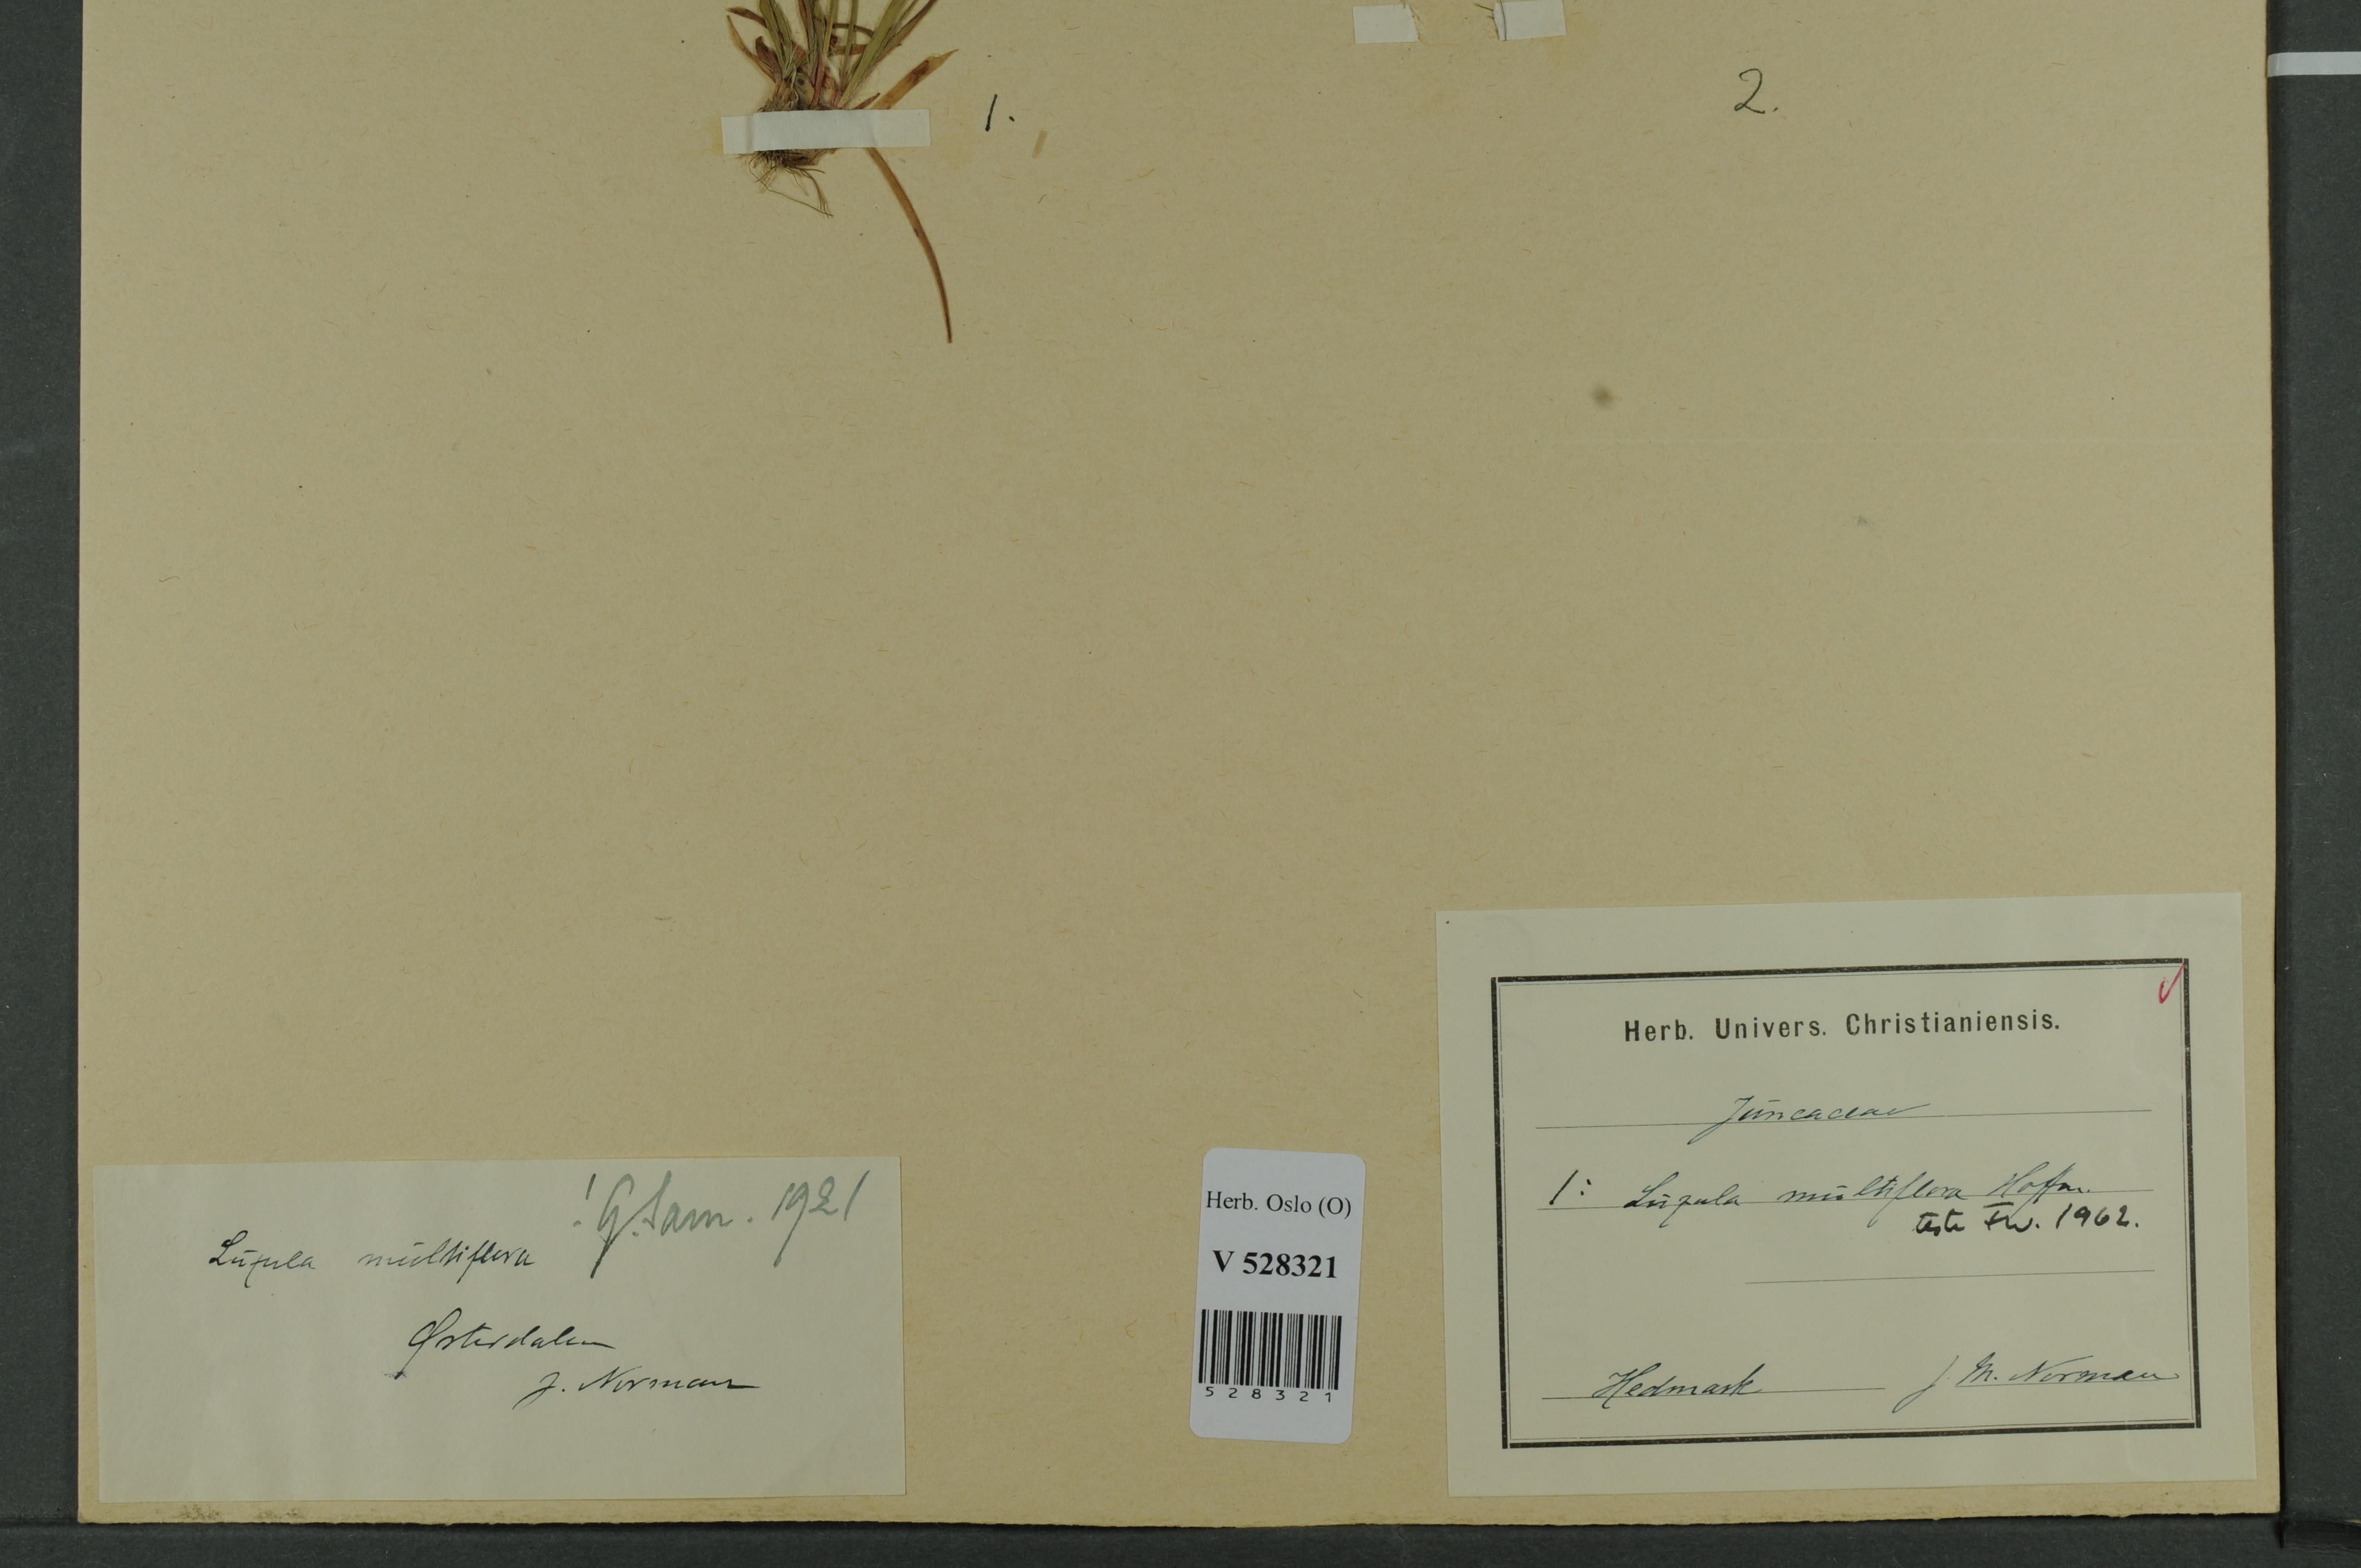 1.
2.
! G. Sam. 1921
Luzula multiflora
Østerdalen
J. Norman
Herb. Oslo (O)
V 528321
528321
Herb. Univers. Christianiensis.
Juncaceae
1: Luzula multiflora Hoffm.
teste 1962.
Hedmark J. M. Norman